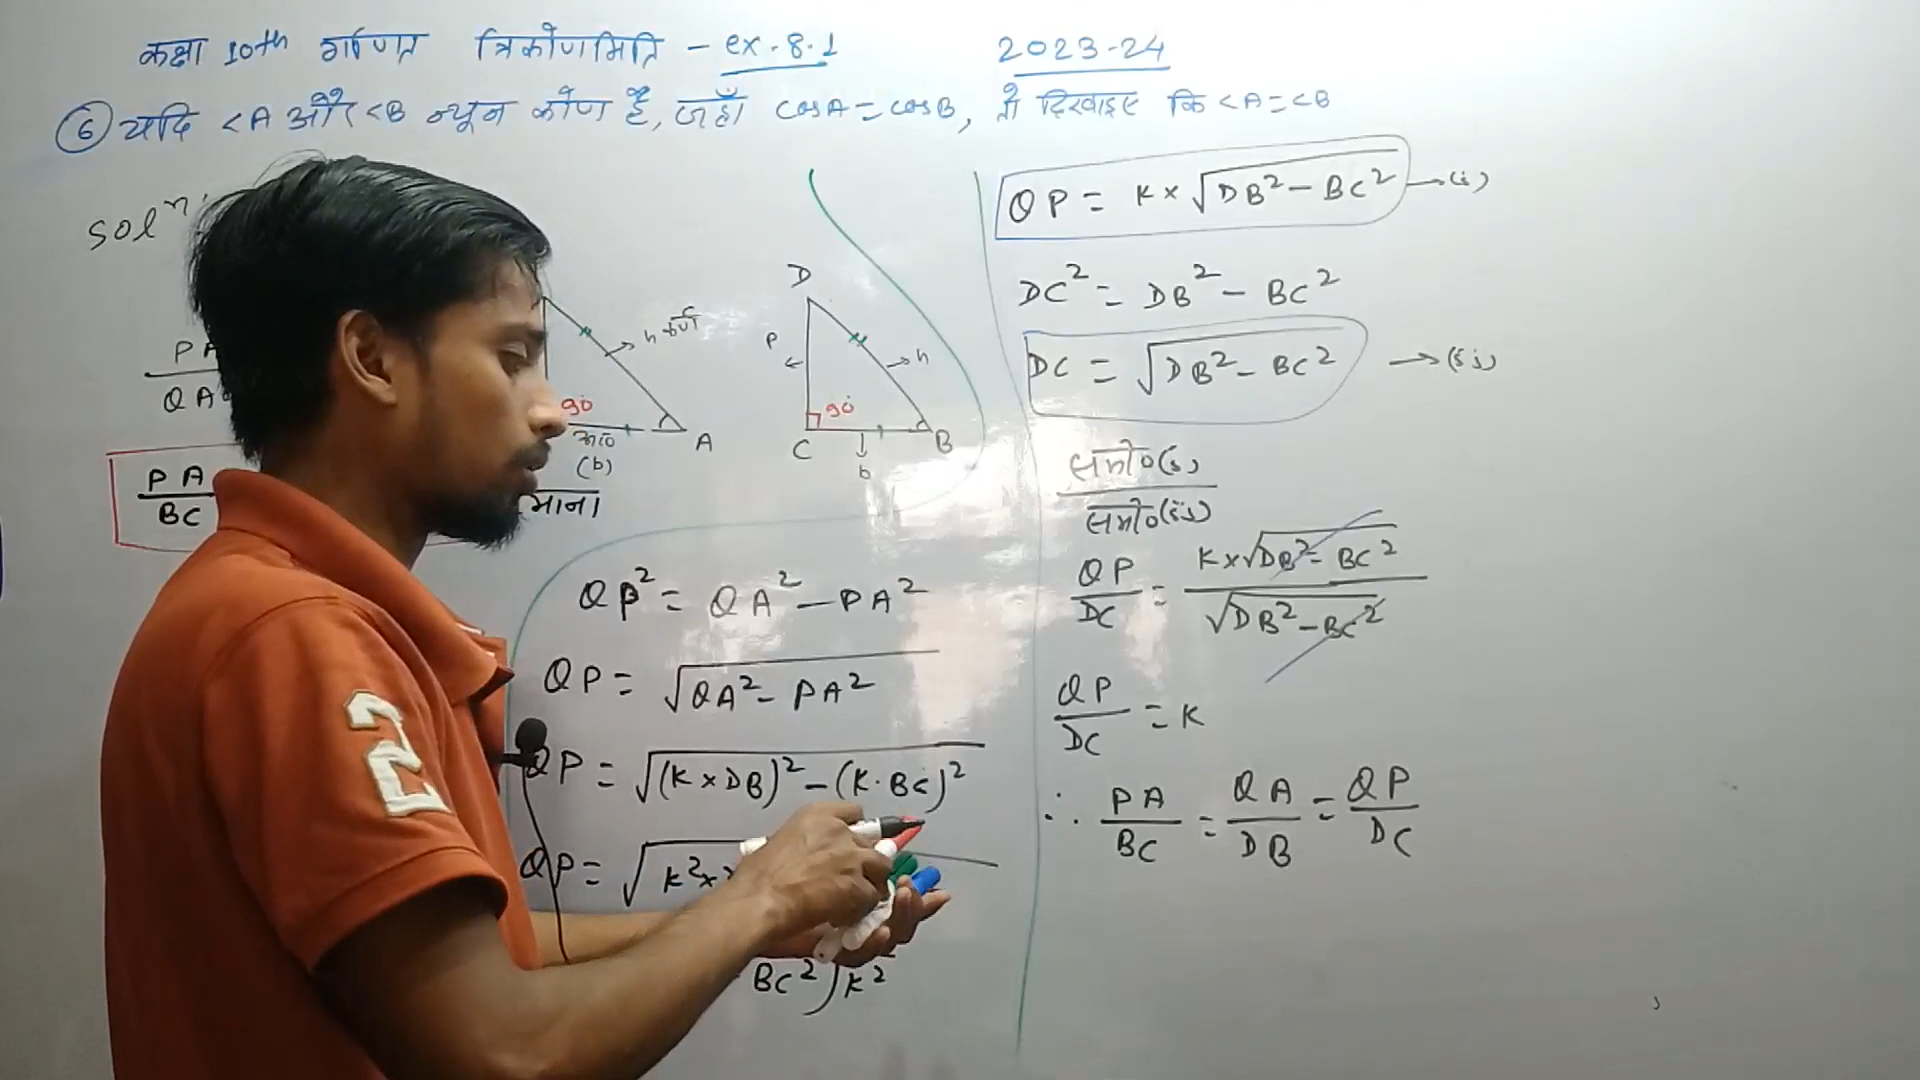 कक्षा 10th गणित त्रिकोणमिति - ex. 8.1 2023-24
⑥ यदि <A और <B न्यून कोण हैं, जहाँ cosA = cosB, तो दिखाइए कि <A = <B
Solⁿ:
D
h कर्ण
P
h
90°
90°
A
C
B
(b)
b
PA
QA
PA
BC
माना
QP² = QA² - PA²
QP = √QA² - PA²
QP = √(K × DB)² - (K · BC)²
QP = √K² ×
BC²) K²
QP = K × √DB² - BC² → (i)
DC² = DB² - BC²
DC = √DB² - BC² → (ii)
समी० (i)
समी० (ii)
QP/DC = K × √DB² - BC² / √DB² - BC²
QP/DC = K
∴ PA/BC = QA/DB = QP/DC
2